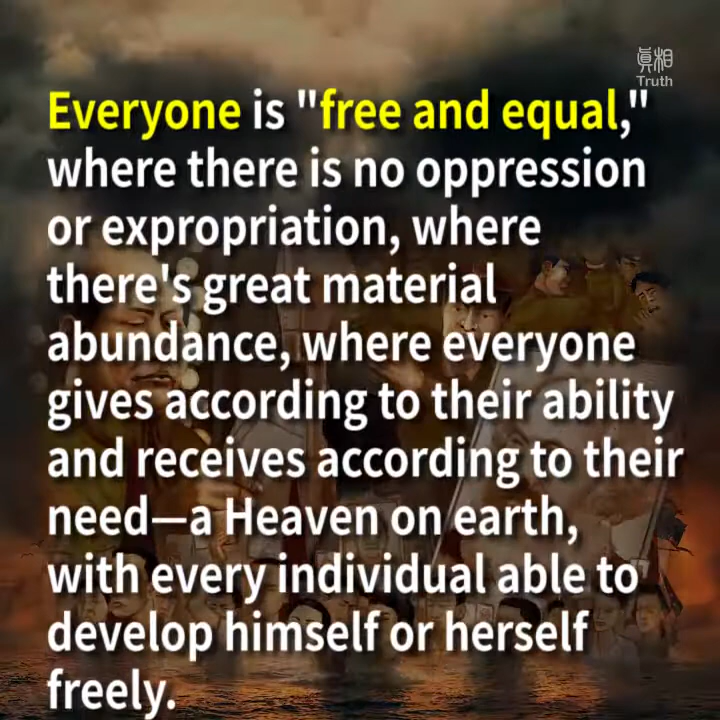 眞相
Truth
Everyone is "free and equal,"
where there is no oppression
or expropriation, where
there's great material
abundance, where everyone
gives according to their ability
and receives according to their
need—a Heaven on earth,
with every individual able to
develop himself or herself
freely.